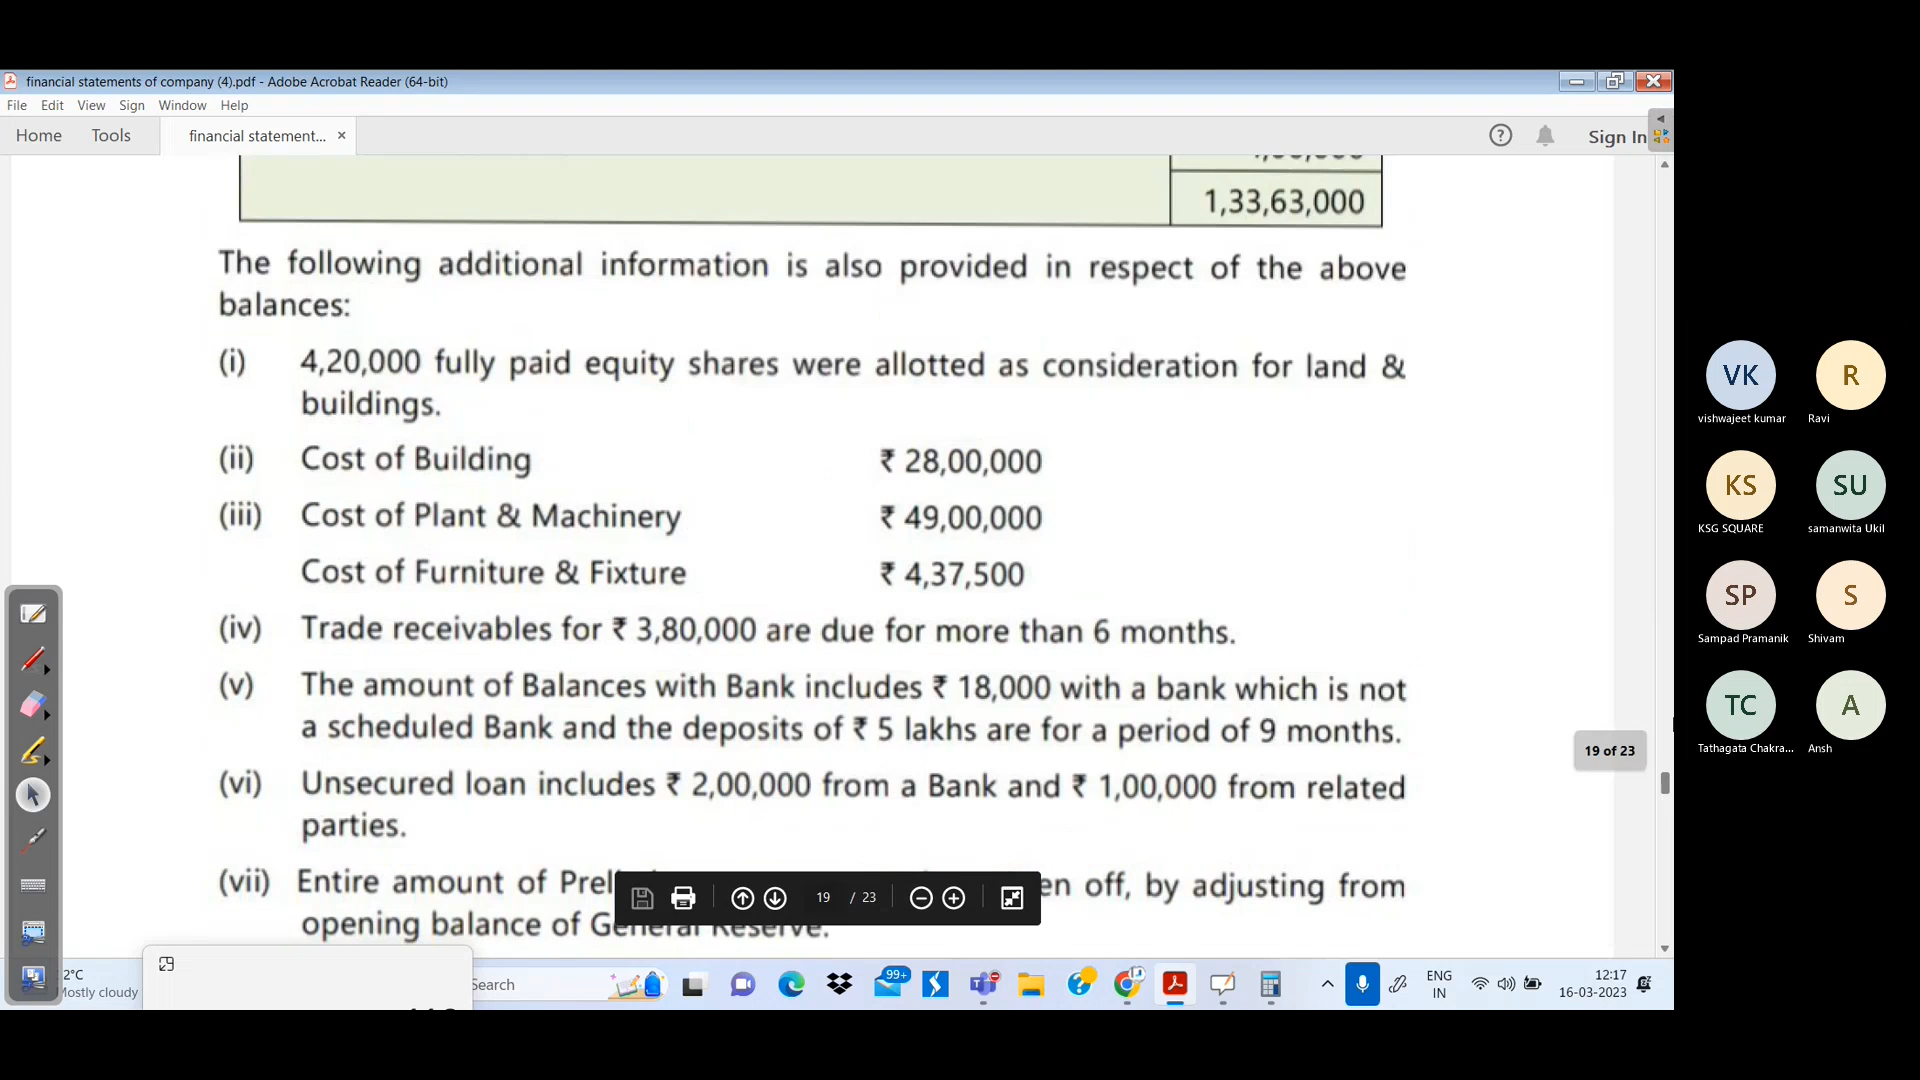 financial statements of company (4).pdf - Adobe Acrobat Reader (64-bit)
File Edit View Sign Window Help
Home Tools financial statement... × Sign In
1,33,63,000
The following additional information is also provided in respect of the above
balances:
(i) 4,20,000 fully paid equity shares were allotted as consideration for land &
buildings.
(ii) Cost of Building ₹ 28,00,000
(iii) Cost of Plant & Machinery ₹ 49,00,000
Cost of Furniture & Fixture ₹ 4,37,500
(iv) Trade receivables for ₹ 3,80,000 are due for more than 6 months.
(v) The amount of Balances with Bank includes ₹ 18,000 with a bank which is not
a scheduled Bank and the deposits of ₹ 5 lakhs are for a period of 9 months.
(vi) Unsecured loan includes ₹ 2,00,000 from a Bank and ₹ 1,00,000 from related
parties.
(vii) Entire amount of off, by adjusting from
opening balance of General Reserve.
19 / 23
19 of 23
VK R
vishwajeet kumar Ravi
KS SU
KSG SQUARE samanwita Ukil
SP S
Sampad Pramanik Shivam
TC A
Tathagata Chakra... Ansh
2°C
Mostly cloudy
Search
99+
ENG
IN
12:17
16-03-2023